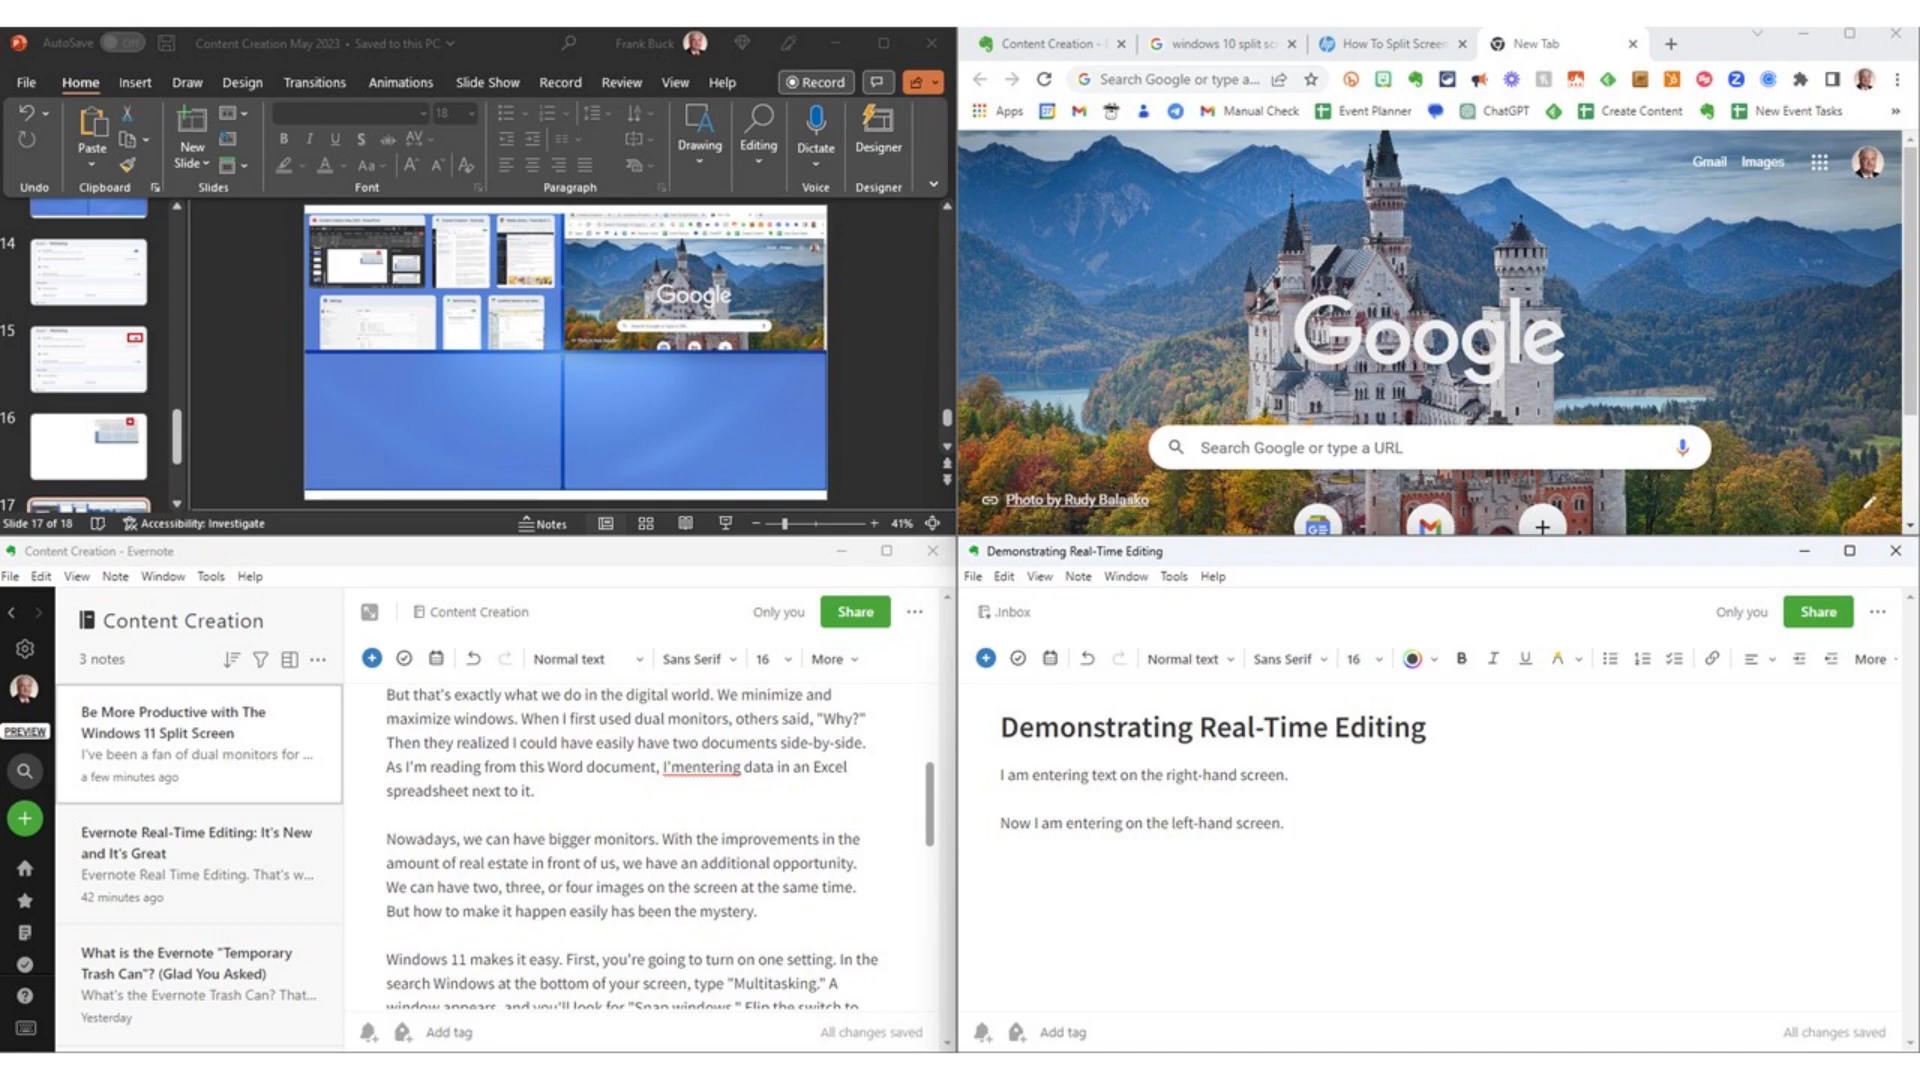 AutoSave Off Content Creation May 2023 • Saved to this PC Frank Buck
File Home Insert Draw Design Transitions Animations Slide Show Record Review View Help Record
18
Paste New Slide Drawing Editing Dictate Designer
Undo Clipboard Slides Font Paragraph Voice Designer
14
15
16
17
Google
Slide 17 of 18 Accessibility: Investigate Notes 41%
Content Creation - windows 10 split sc How To Split Screen New Tab
Search Google or type a...
Apps Manual Check Event Planner ChatGPT Create Content New Event Tasks
Gmail Images
Google
Search Google or type a URL
Photo by Rudy Balasko
Content Creation - Evernote
File Edit View Note Window Tools Help
Content Creation
3 notes
PREVIEW
Be More Productive with The
Windows 11 Split Screen
I've been a fan of dual monitors for ...
a few minutes ago
Evernote Real-Time Editing: It's New
and It's Great
Evernote Real Time Editing. That's w...
42 minutes ago
What is the Evernote "Temporary
Trash Can"? (Glad You Asked)
What's the Evernote Trash Can? That...
Yesterday
Content Creation Only you Share
Normal text Sans Serif 16 More
But that's exactly what we do in the digital world. We minimize and
maximize windows. When I first used dual monitors, others said, "Why?"
Then they realized I could have easily have two documents side-by-side.
As I'm reading from this Word document, I'mentering data in an Excel
spreadsheet next to it.
Nowadays, we can have bigger monitors. With the improvements in the
amount of real estate in front of us, we have an additional opportunity.
We can have two, three, or four images on the screen at the same time.
But how to make it happen easily has been the mystery.
Windows 11 makes it easy. First, you're going to turn on one setting. In the
search Windows at the bottom of your screen, type "Multitasking." A
window appears, and you'll look for "Snap windows." Flip the switch to
Add tag All changes saved
Demonstrating Real-Time Editing
File Edit View Note Window Tools Help
.Inbox Only you Share
Normal text Sans Serif 16 B I U A More
Demonstrating Real-Time Editing
I am entering text on the right-hand screen.
Now I am entering on the left-hand screen.
Add tag All changes saved